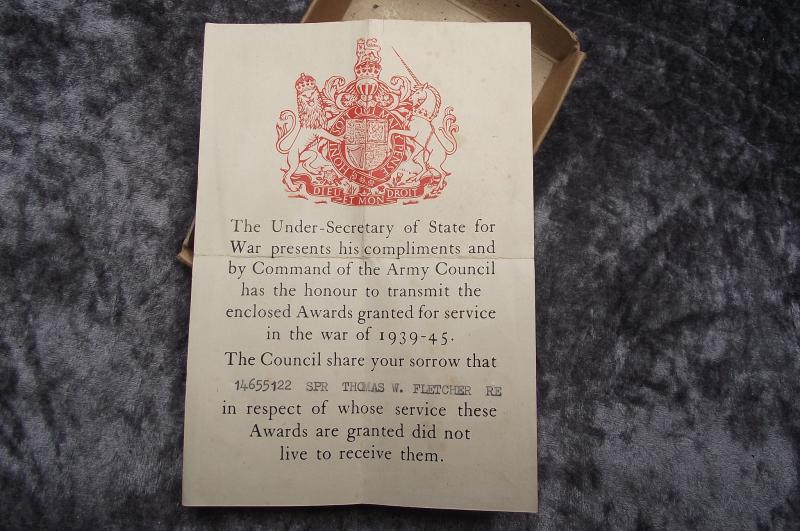 HONI SOIT QUI MAL Y PENSE
DIEU ET MON DROIT
The Under-Secretary of State for
War presents his compliments and
by Command of the Army Council
has the honour to transmit the
enclosed Awards granted for service
in the war of 1939-45.
The Council share your sorrow that
14655122 SPR THOMAS W. FLETCHER RE
in respect of whose service these
Awards are granted did not
live to receive them.